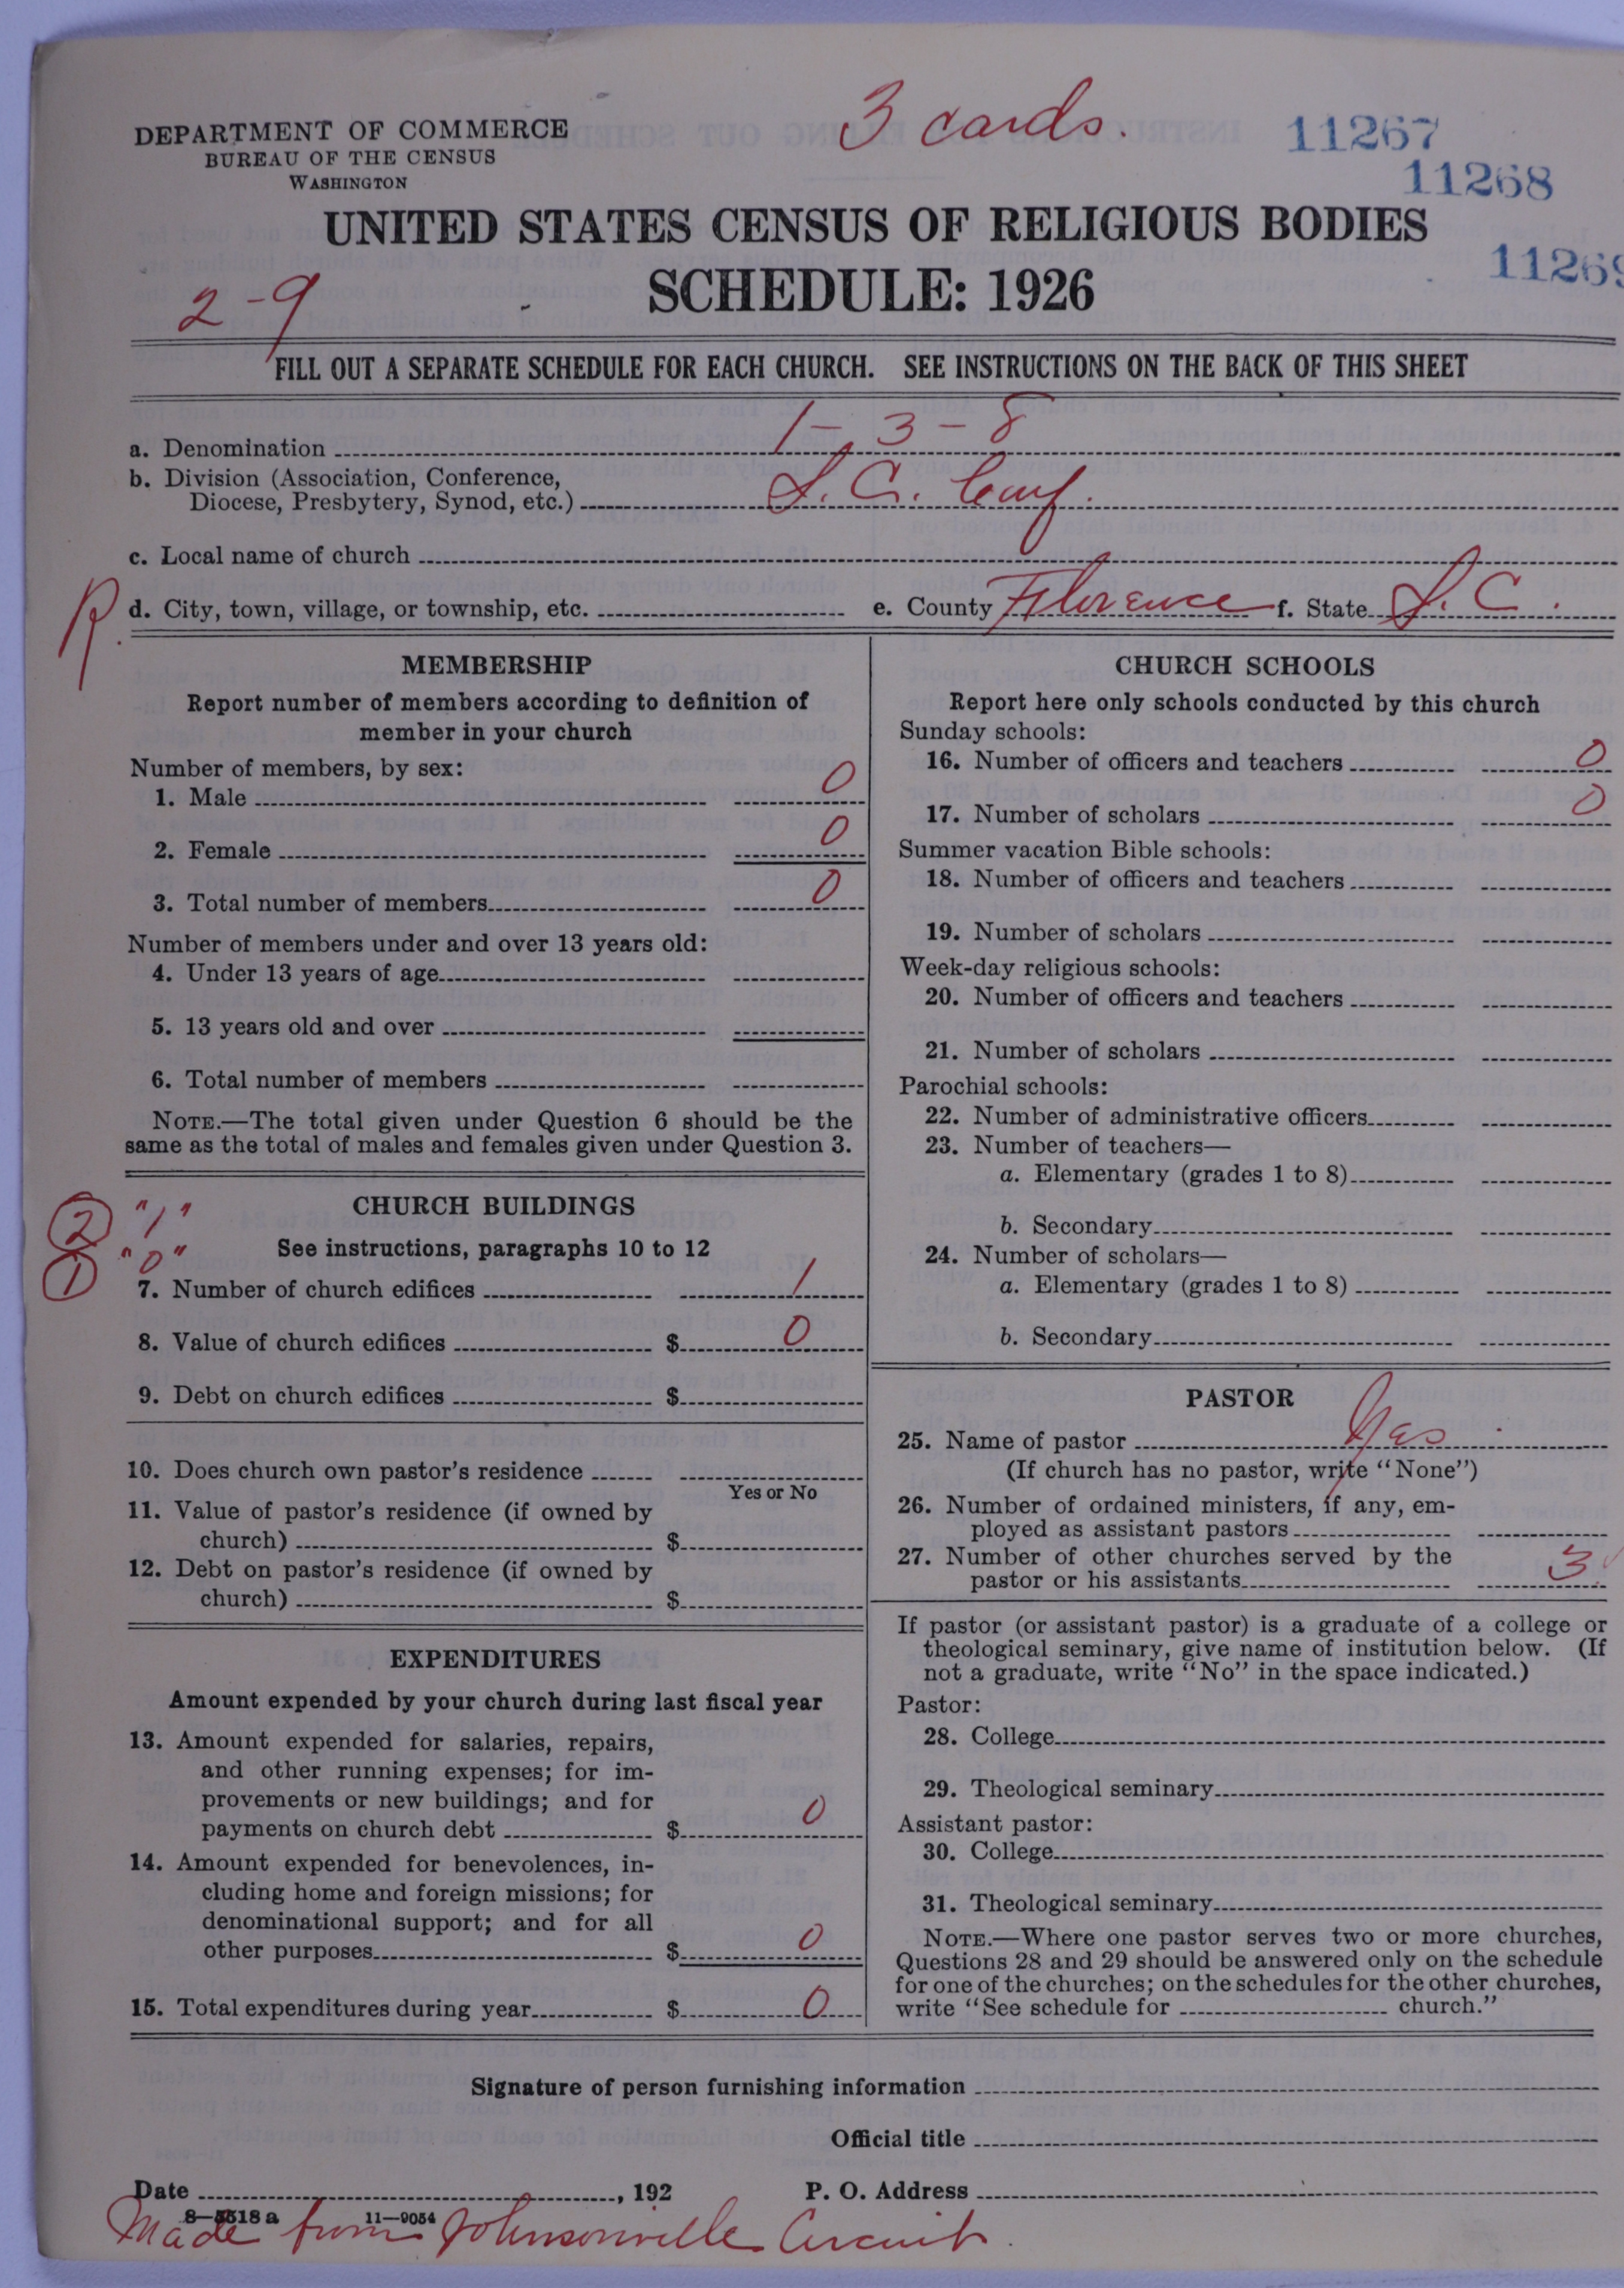 DEPARTMENT OF COMMERCE
BUREAU OF THE CENSUS
WASHINGTON
3 cards.
11267
11268
11269
UNITED STATES CENSUS OF RELIGIOUS BODIES
SCHEDULE: 1926
2-9
FILL OUT A SEPARATE SCHEDULE FOR EACH CHURCH. SEE INSTRUCTIONS ON THE BACK OF THIS SHEET
a. Denomination 1-3-8
b. Division (Association, Conference,
Diocese, Presbytery, Synod, etc.) S.C. Conf.
c. Local name of church
R.
d. City, town, village, or township, etc. e. County Florence f. State S.C.
MEMBERSHIP
Report number of members according to definition of
member in your church
Number of members, by sex:
1. Male 0
2. Female 0
3. Total number of members 0
Number of members under and over 13 years old:
4. Under 13 years of age
5. 13 years old and over
6. Total number of members
NOTE.—The total given under Question 6 should be the
same as the total of males and females given under Question 3.
2 "1"
1 "0"
CHURCH BUILDINGS
See instructions, paragraphs 10 to 12
7. Number of church edifices 1
8. Value of church edifices $ 0
9. Debt on church edifices $
10. Does church own pastor's residence
Yes or No
11. Value of pastor's residence (if owned by
church) $
12. Debt on pastor's residence (if owned by
church) $
EXPENDITURES
Amount expended by your church during last fiscal year
13. Amount expended for salaries, repairs,
and other running expenses; for im-
provements or new buildings; and for
payments on church debt $ 0
14. Amount expended for benevolences, in-
cluding home and foreign missions; for
denominational support; and for all
other purposes $ 0
15. Total expenditures during year $ 0
CHURCH SCHOOLS
Report here only schools conducted by this church
Sunday schools:
16. Number of officers and teachers 0
17. Number of scholars 0
Summer vacation Bible schools:
18. Number of officers and teachers
19. Number of scholars
Week-day religious schools:
20. Number of officers and teachers
21. Number of scholars
Parochial schools:
22. Number of administrative officers
23. Number of teachers—
a. Elementary (grades 1 to 8)
b. Secondary
24. Number of scholars—
a. Elementary (grades 1 to 8)
b. Secondary
PASTOR
25. Name of pastor Yes
(If church has no pastor, write "None")
26. Number of ordained ministers, if any, em-
ployed as assistant pastors
27. Number of other churches served by the
pastor or his assistants 3
If pastor (or assistant pastor) is a graduate of a college or
theological seminary, give name of institution below. (If
not a graduate, write "No" in the space indicated.)
Pastor:
28. College
29. Theological seminary
Assistant pastor:
30. College
31. Theological seminary
NOTE.—Where one pastor serves two or more churches,
Questions 28 and 29 should be answered only on the schedule
for one of the churches; on the schedules for the other churches,
write "See schedule for church."
Signature of person furnishing information
Official title
Date , 192 P. O. Address
8—5518 a 11—9054
Made from Johnsonville Circuit.